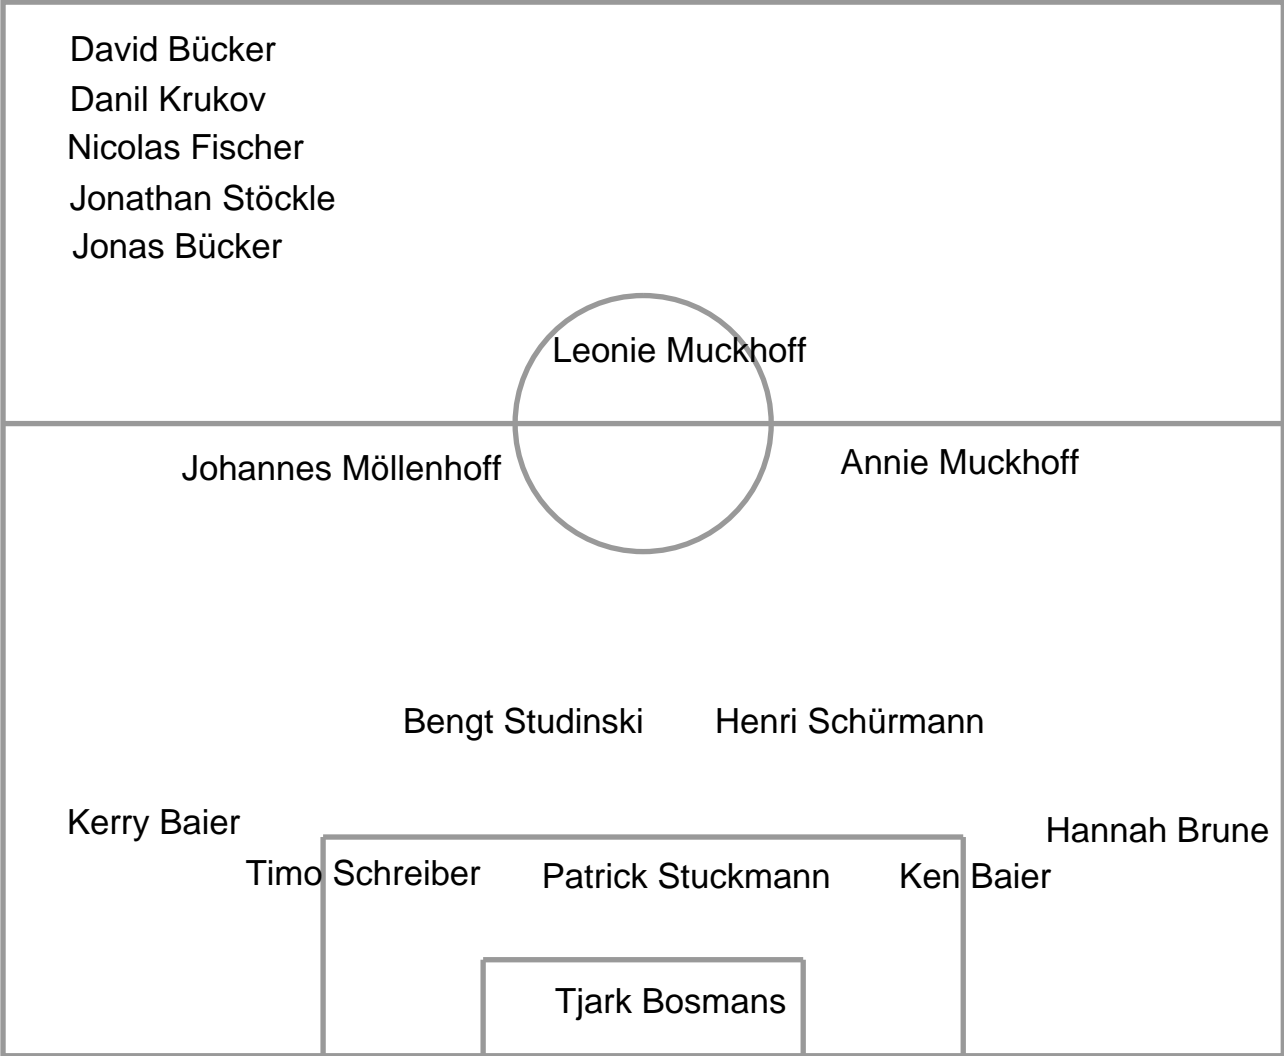 David Bücker
Danil Krukov
Nicolas Fischer
Jonathan Stöckle
Jonas Bücker
Leonie Muckhoff
Johannes Möllenhoff
Annie Muckhoff
Bengt Studinski
Henri Schürmann
Kerry Baier
Hannah Brune
Timo Schreiber
Patrick Stuckmann
Ken Baier
Tjark Bosmans